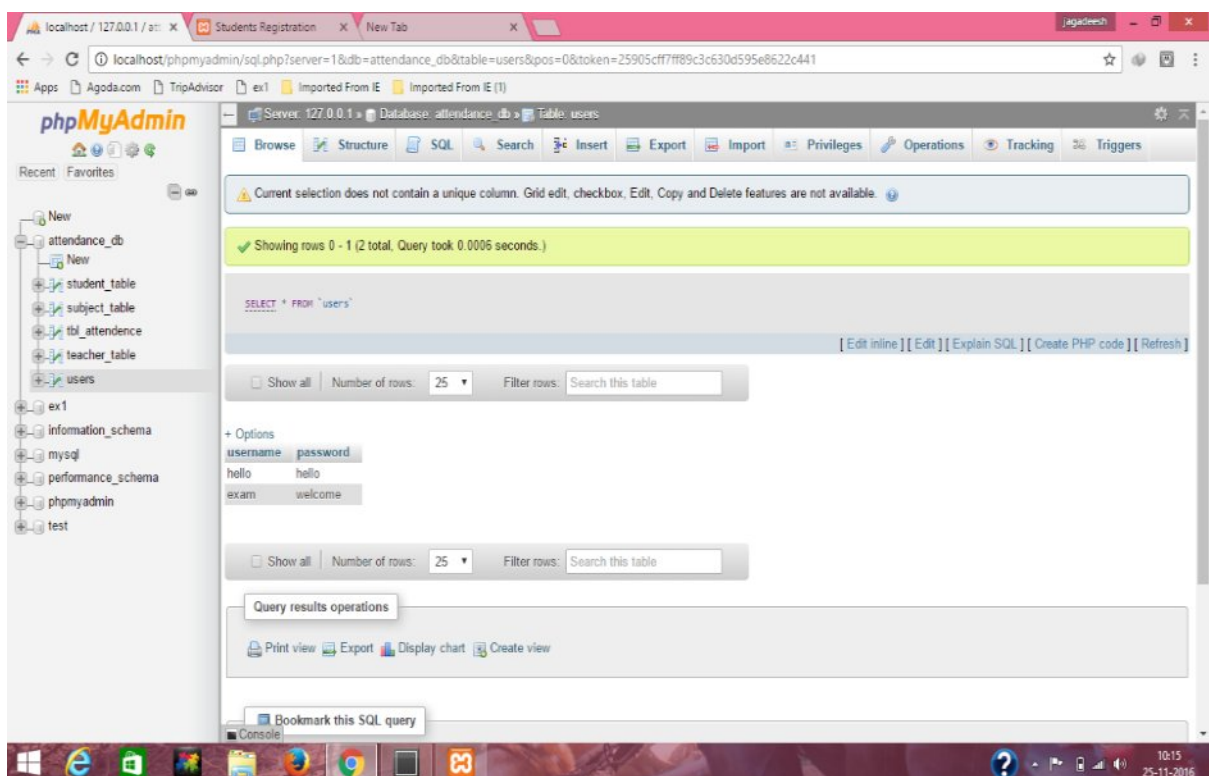 localhost / 127.0.0.1 / att
Students Registration
New Tab
jagadeesh
localhost/phpmyadmin/sql.php?server=1&db=attendance_db&table=users&pos=0&token=25905cff7ff89c3c630d595e8622c441
Apps Agoda.com TripAdvisor ex1 Imported From IE Imported From IE (1)
phpMyAdmin
Recent Favorites
New
attendance_db
New
student_table
subject_table
tbl_attendence
teacher_table
users
ex1
information_schema
mysql
performance_schema
phpmyadmin
test
Server: 127.0.0.1 » Database: attendance_db » Table: users
Browse Structure SQL Search Insert Export Import Privileges Operations Tracking Triggers
Current selection does not contain a unique column. Grid edit, checkbox, Edit, Copy and Delete features are not available.
Showing rows 0 - 1 (2 total, Query took 0.0006 seconds.)
SELECT * FROM `users`
[ Edit inline ] [ Edit ] [ Explain SQL ] [ Create PHP code ] [ Refresh ]
Show all Number of rows: 25 Filter rows: Search this table
+ Options
username password
hello hello
exam welcome
Show all Number of rows: 25 Filter rows: Search this table
Query results operations
Print view Export Display chart Create view
Bookmark this SQL query
Console
10:15
25-11-2016